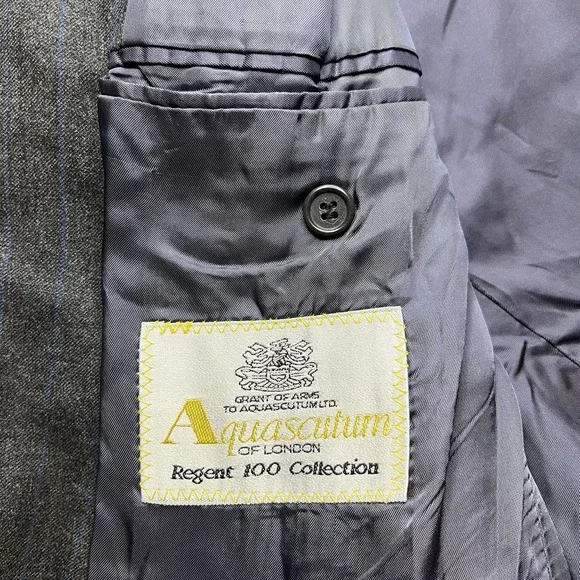 GRANT OF ARMS
TO AQUASCUTUM LTD.
Aquascutum
OF LONDON
Regent 100 Collection